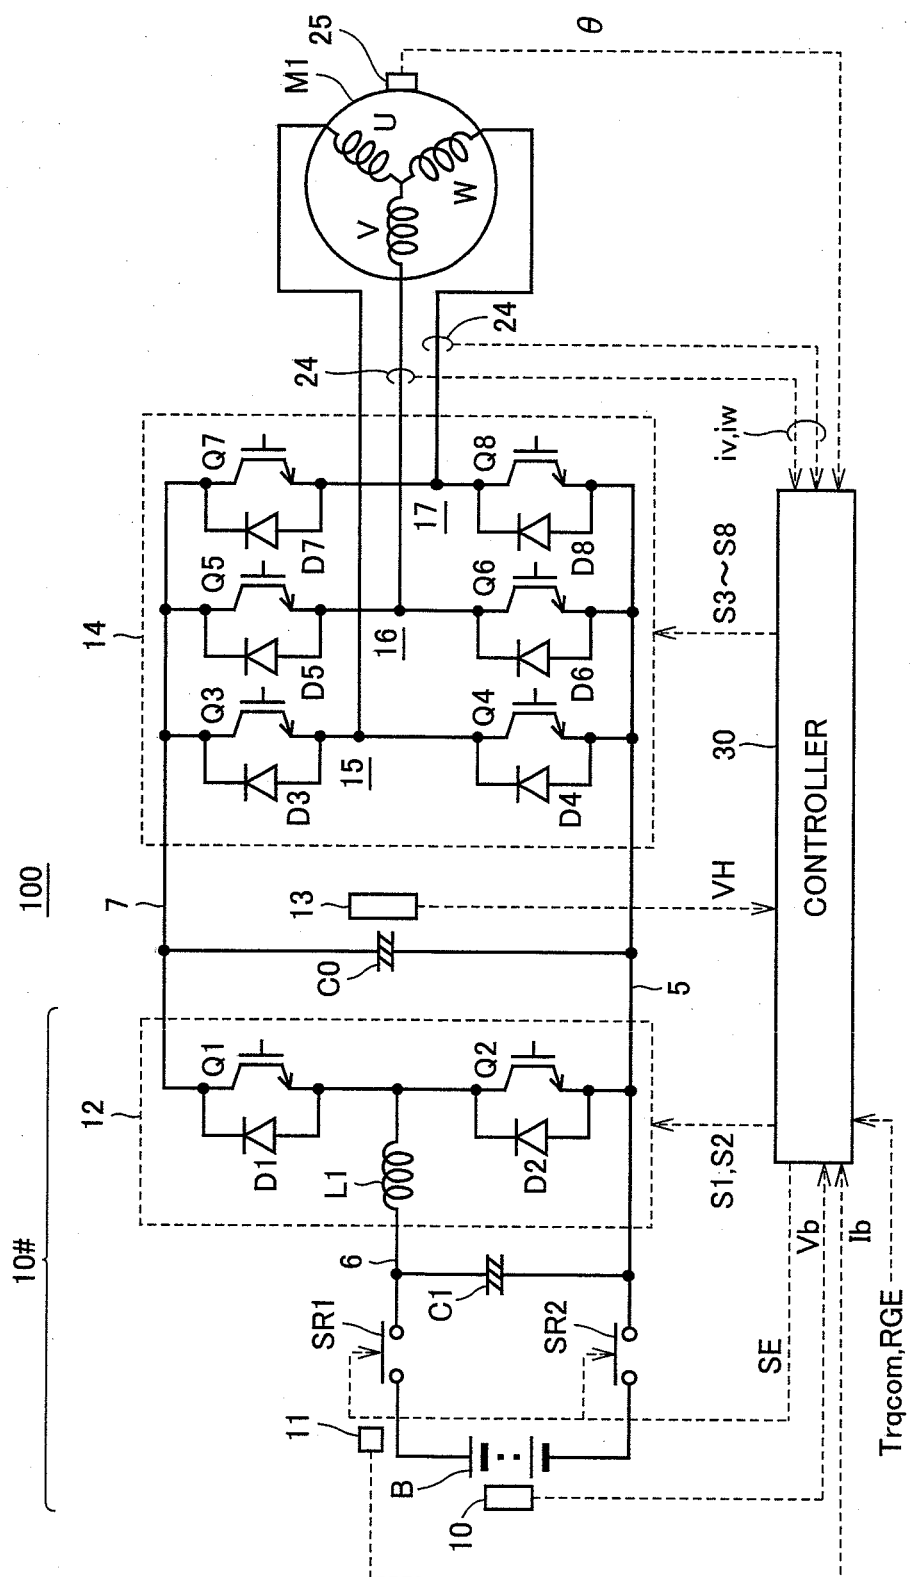 100
10#
12
14
7
13
C0
5
Q1
D1
Q2
D2
L1
6
C1
SR1
SR2
11
B
10
Q3
D3
Q4
D4
15
Q5
D5
Q6
D6
16
Q7
D7
Q8
D8
17
24
24
M1
25
U
V
W
θ
iv,iw
S3～S8
30
VH
S1,S2
CONTROLLER
SE
Vb
Ib
Trqcom,RGE